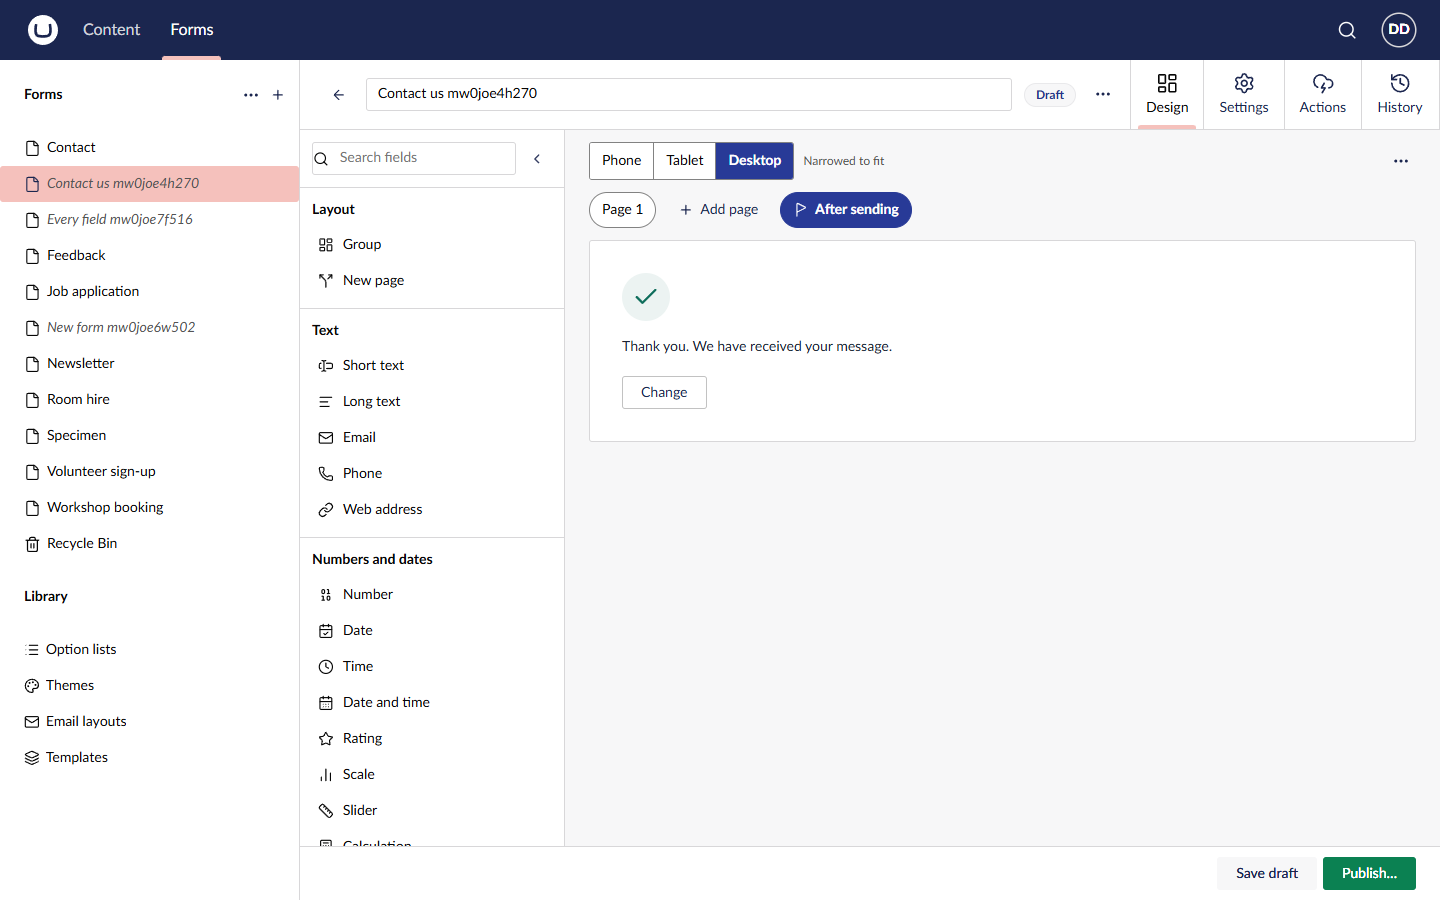 Content
Forms
DD
Forms
Contact
Contact us mw0joe4h270
Every field mw0joe7f516
Feedback
Job application
New form mw0joe6w502
Newsletter
Room hire
Specimen
Volunteer sign-up
Workshop booking
Recycle Bin
Library
Option lists
Themes
Email layouts
Templates
Contact us mw0joe4h270
Draft
Design
Settings
Actions
History
Search fields
Layout
Group
New page
Text
Short text
Long text
Email
Phone
Web address
Numbers and dates
Number
Date
Time
Date and time
Rating
Scale
Slider
Calculation
Phone
Tablet
Desktop
Narrowed to fit
Page 1
Add page
After sending
Thank you. We have received your message.
Change
Save draft
Publish...